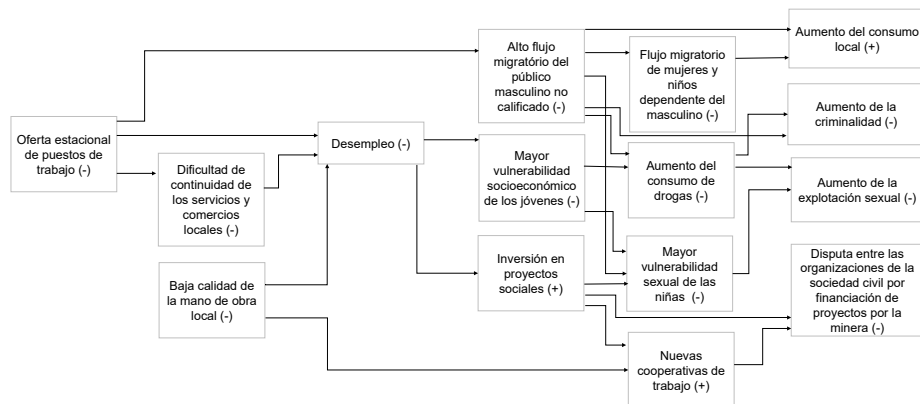 Oferta estacional
de puestos de
trabajo (-)
Dificultad de
continuidad de
los servicios y
comercios
locales (-)
Baja calidad de
la mano de obra
local (-)
Desempleo (-)
Alto flujo
migratório del
público
masculino no
calificado (-)
Mayor
vulnerabilidad
socioeconómico
de los jóvenes (-)
Inversión en
proyectos
sociales (+)
Flujo migratorio
de mujeres y
niños
dependente del
masculino (-)
Aumento del
consumo de
drogas (-)
Mayor
vulnerabilidad
sexual de las
niñas (-)
Nuevas
cooperativas de
trabajo (+)
Aumento del consumo
local (+)
Aumento de la
criminalidad (-)
Aumento de la
explotación sexual (-)
Disputa entre las
organizaciones de la
sociedad civil por
financiación de
proyectos por la
minera (-)